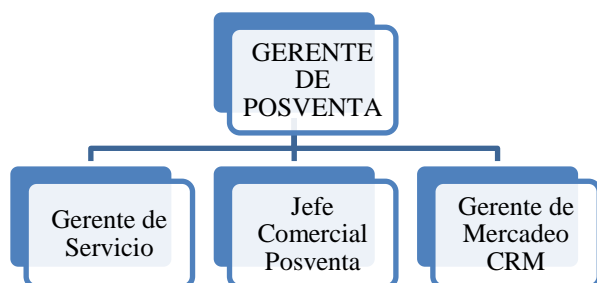 GERENTE
DE
POSVENTA
Gerente de
Servicio
Jefe
Comercial
Posventa
Gerente de
Mercadeo
CRM